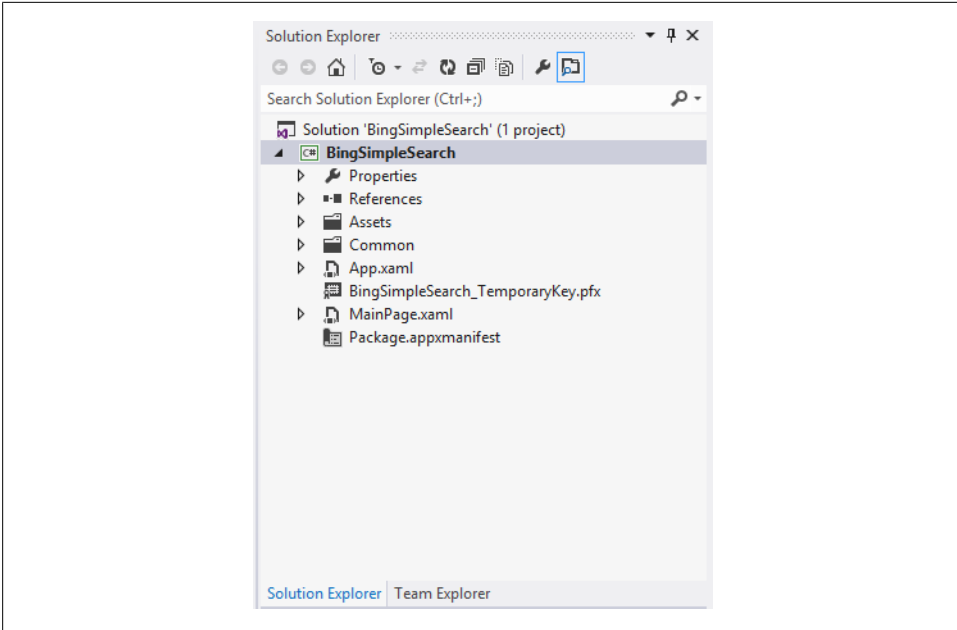 Solution Explorer
Search Solution Explorer (Ctrl+;)
Solution 'BingSimpleSearch' (1 project)
C# BingSimpleSearch
Properties
References
Assets
Common
App.xaml
BingSimpleSearch_TemporaryKey.pfx
MainPage.xaml
Package.appxmanifest
Solution Explorer Team Explorer